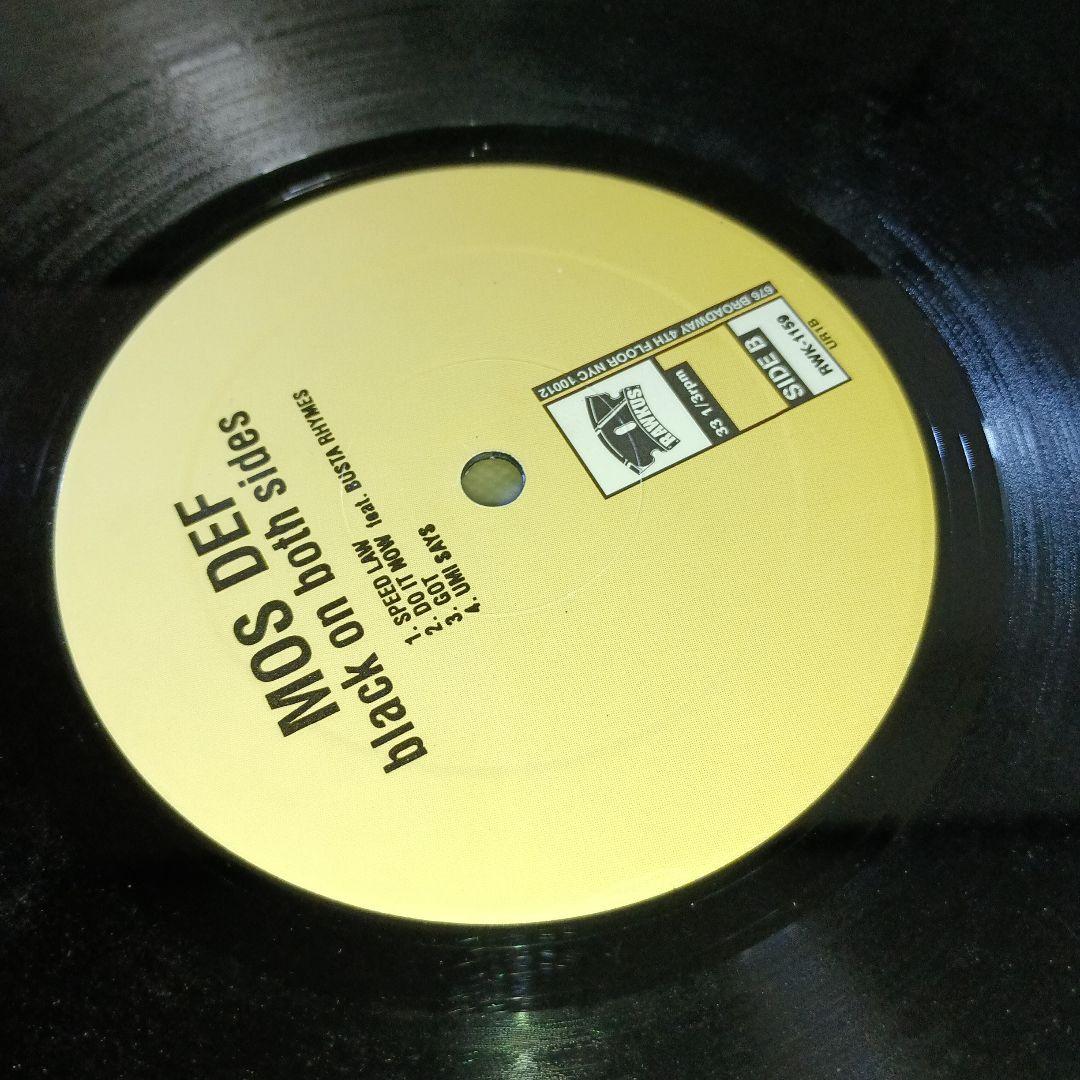 MOS DEF
black on both sides
1. SPEED LAW
2. DO IT NOW feat. BUSTA RHYMES
3. GOT
4. UMI SAYS
676 BROADWAY 4TH FLOOR NYC 10012
RAWKUS
33 1/3rpm
SIDE B
RWK-1159
UR1B